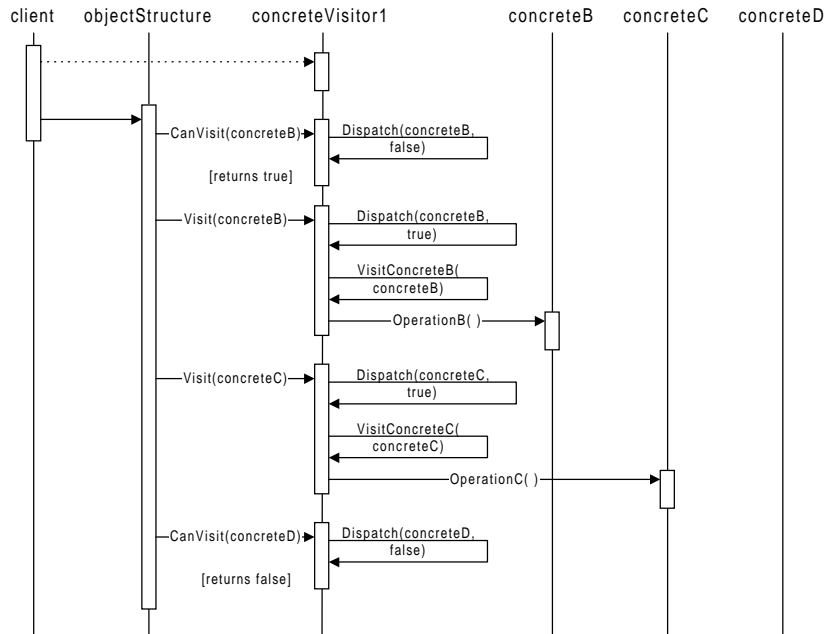 client objectStructure concreteVisitor1 concreteB concreteC concreteD
CanVisit(concreteB)
Dispatch(concreteB,
false)
[returns true]
Visit(concreteB)
Dispatch(concreteB,
true)
VisitConcreteB(
concreteB)
OperationB( )
Visit(concreteC)
Dispatch(concreteC,
true)
VisitConcreteC(
concreteC)
OperationC( )
CanVisit(concreteD)
Dispatch(concreteD,
false)
[returns false]